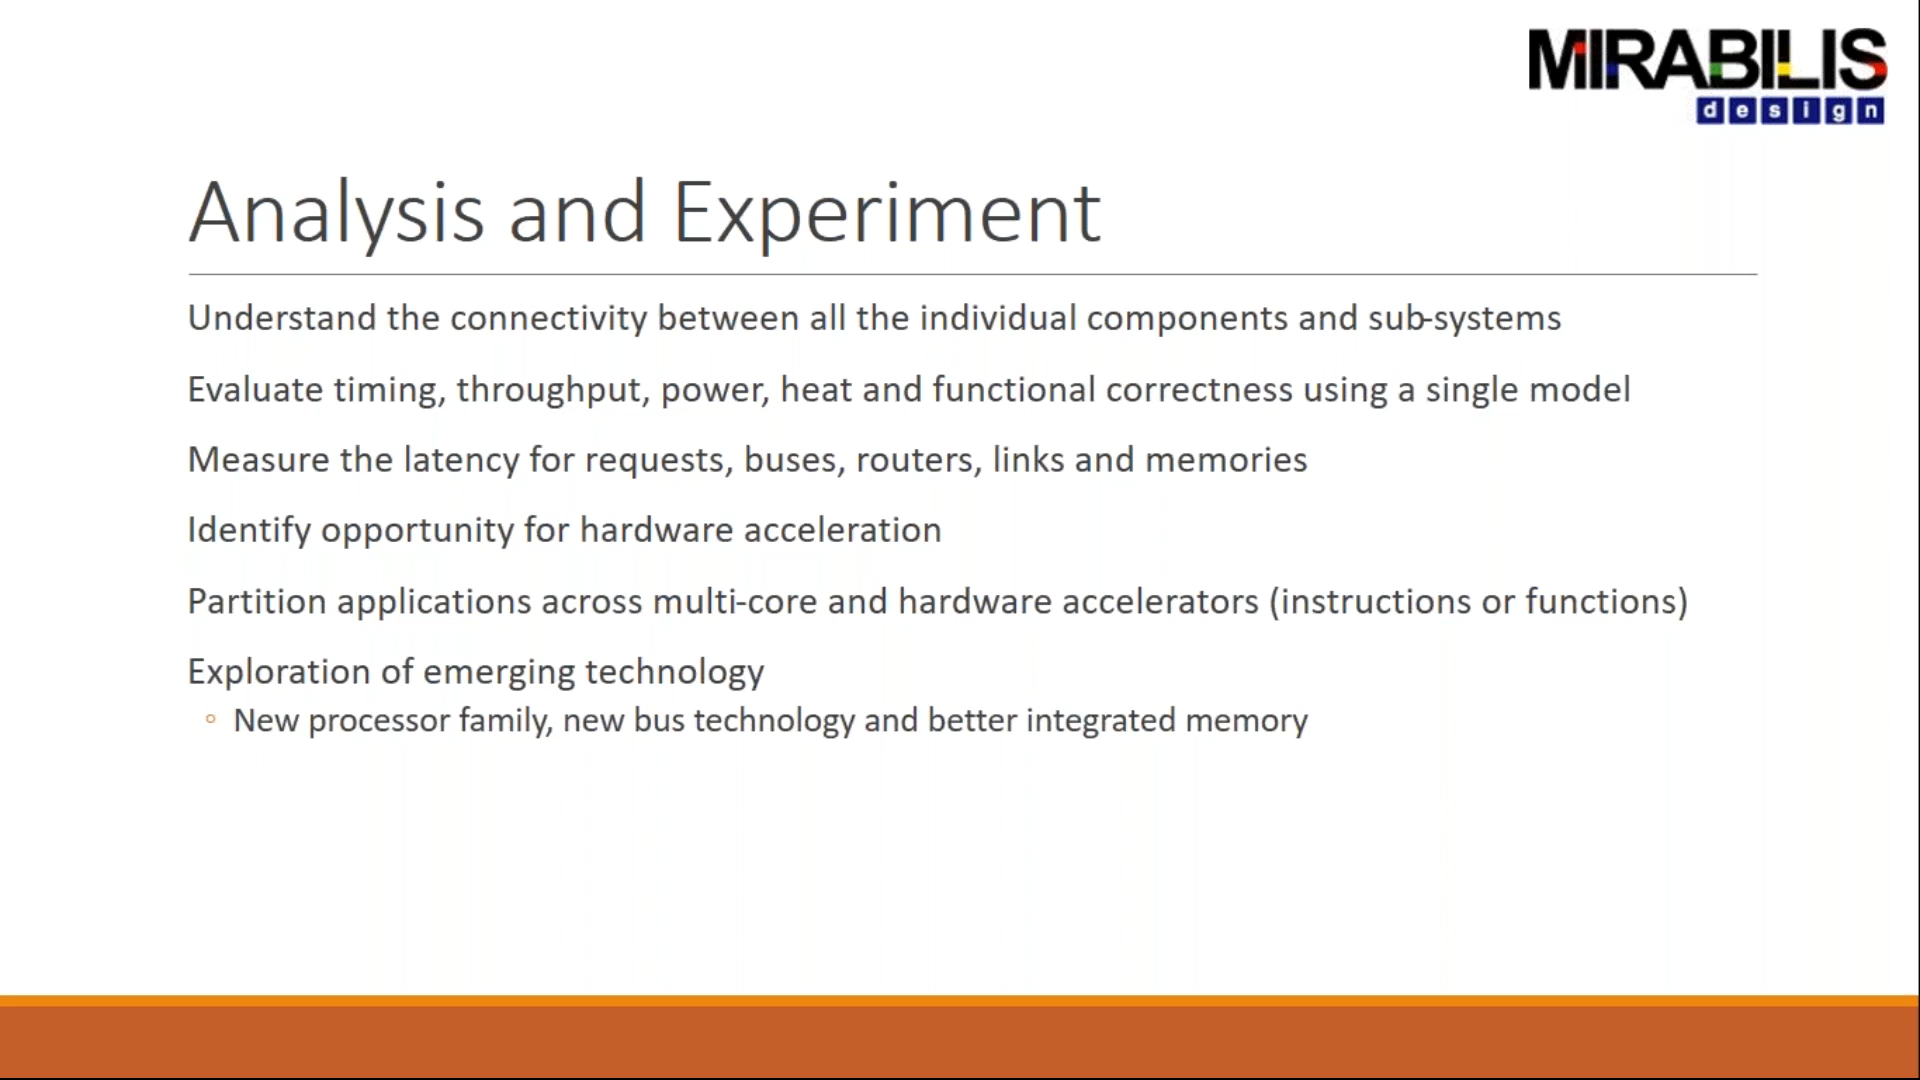 MIRABILIS
design
Analysis and Experiment
Understand the connectivity between all the individual components and sub-systems
Evaluate timing, throughput, power, heat and functional correctness using a single model
Measure the latency for requests, buses, routers, links and memories
Identify opportunity for hardware acceleration
Partition applications across multi-core and hardware accelerators (instructions or functions)
Exploration of emerging technology
◦ New processor family, new bus technology and better integrated memory